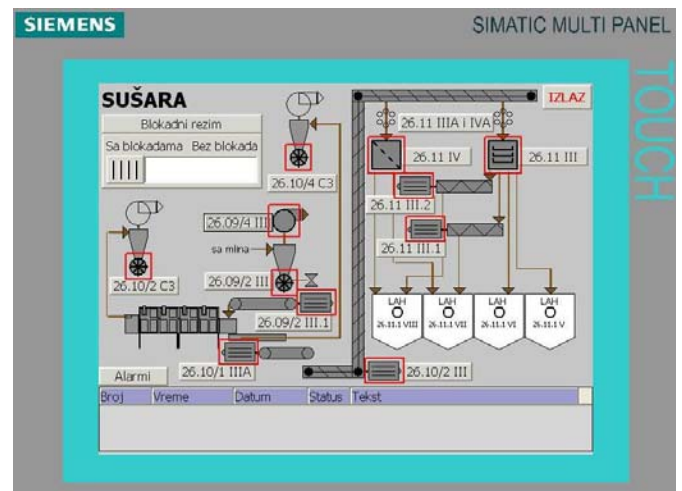 SIEMENS
SIMATIC MULTI PANEL
TOUCH
SUŠARA
IZLAZ
Blokadni rezim
Sa blokadama Bez blokada
26.11 IIIA i IVA
26.11 IV
26.11 III
26.10/4 C3
26.11 III.2
26.09/4 III
sa mlina
26.11 III.1
26.10/2 C3
26.09/2 III
26.09/2 III.1
LAH
26.11.1 VIII
LAH
26.11.1 VII
LAH
26.11.1 VI
LAH
26.11.1 V
26.10/1 IIIA
26.10/2 III
Alarmi
Broj Vreme Datum Status Tekst